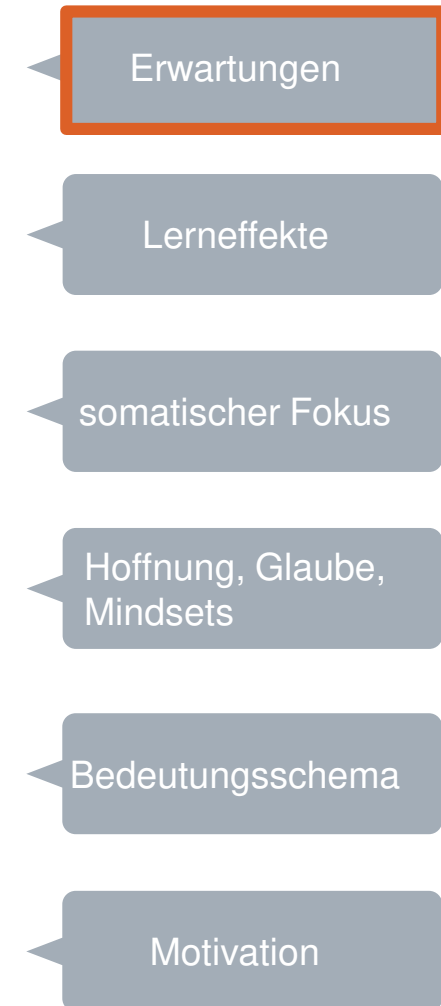 Erwartungen
Lerneffekte
somatischer Fokus
Hoffnung, Glaube,
Mindsets
Bedeutungsschema
Motivation